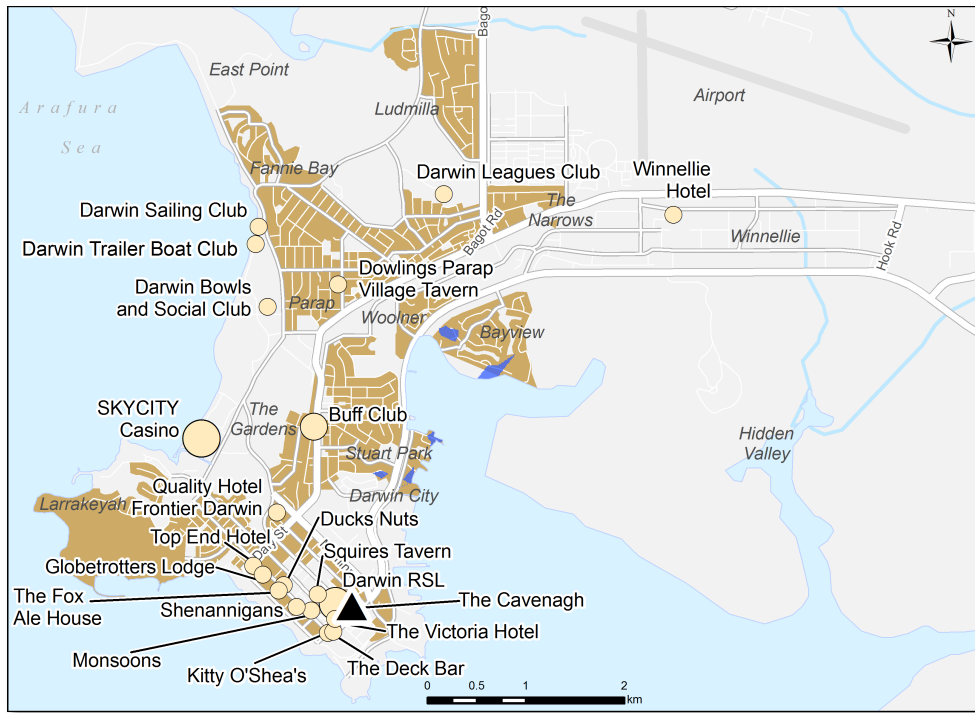 Bagot
N
East Point
Arafura
Sea
Airport
Ludmilla
Fannie Bay
Darwin Leagues Club
Winnellie
Hotel
The
Narrows
Darwin Sailing Club
Bagot Rd
Winnellie
Hook Rd
Darwin Trailer Boat Club
Dowlings Parap
Village Tavern
Darwin Bowls
and Social Club
Parap
Woolner
Bayview
SKYCITY
Casino
The
Gardens
Buff Club
Stuart Park
Hidden
Valley
Darwin City
Larrakeyah
Quality Hotel
Frontier Darwin
Ducks Nuts
Top End Hotel
Daly St
Squires Tavern
Globetrotters Lodge
Darwin RSL
The Fox
Ale House
Shenannigans
The Cavenagh
The Victoria Hotel
Monsoons
Kitty O'Shea's
The Deck Bar
0 0.5 1 2
km